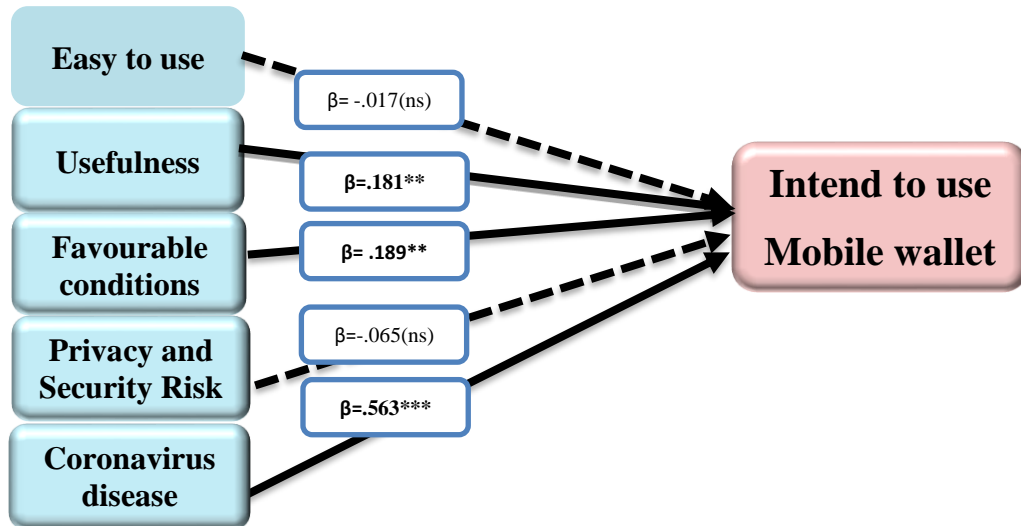 Easy to use
β= -.017(ns)
Usefulness
β=.181**
Favourable
conditions
β= .189**
Privacy and
Security Risk
β=-.065(ns)
Coronavirus
disease
β=.563***
Intend to use
Mobile wallet